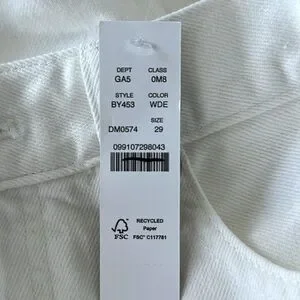 DEPT CLASS
GA5 0M8
STYLE COLOR
BY453 WDE
SIZE
DM0574 29
099107298043
FSC
RECYCLED
Paper
FSC® C117781